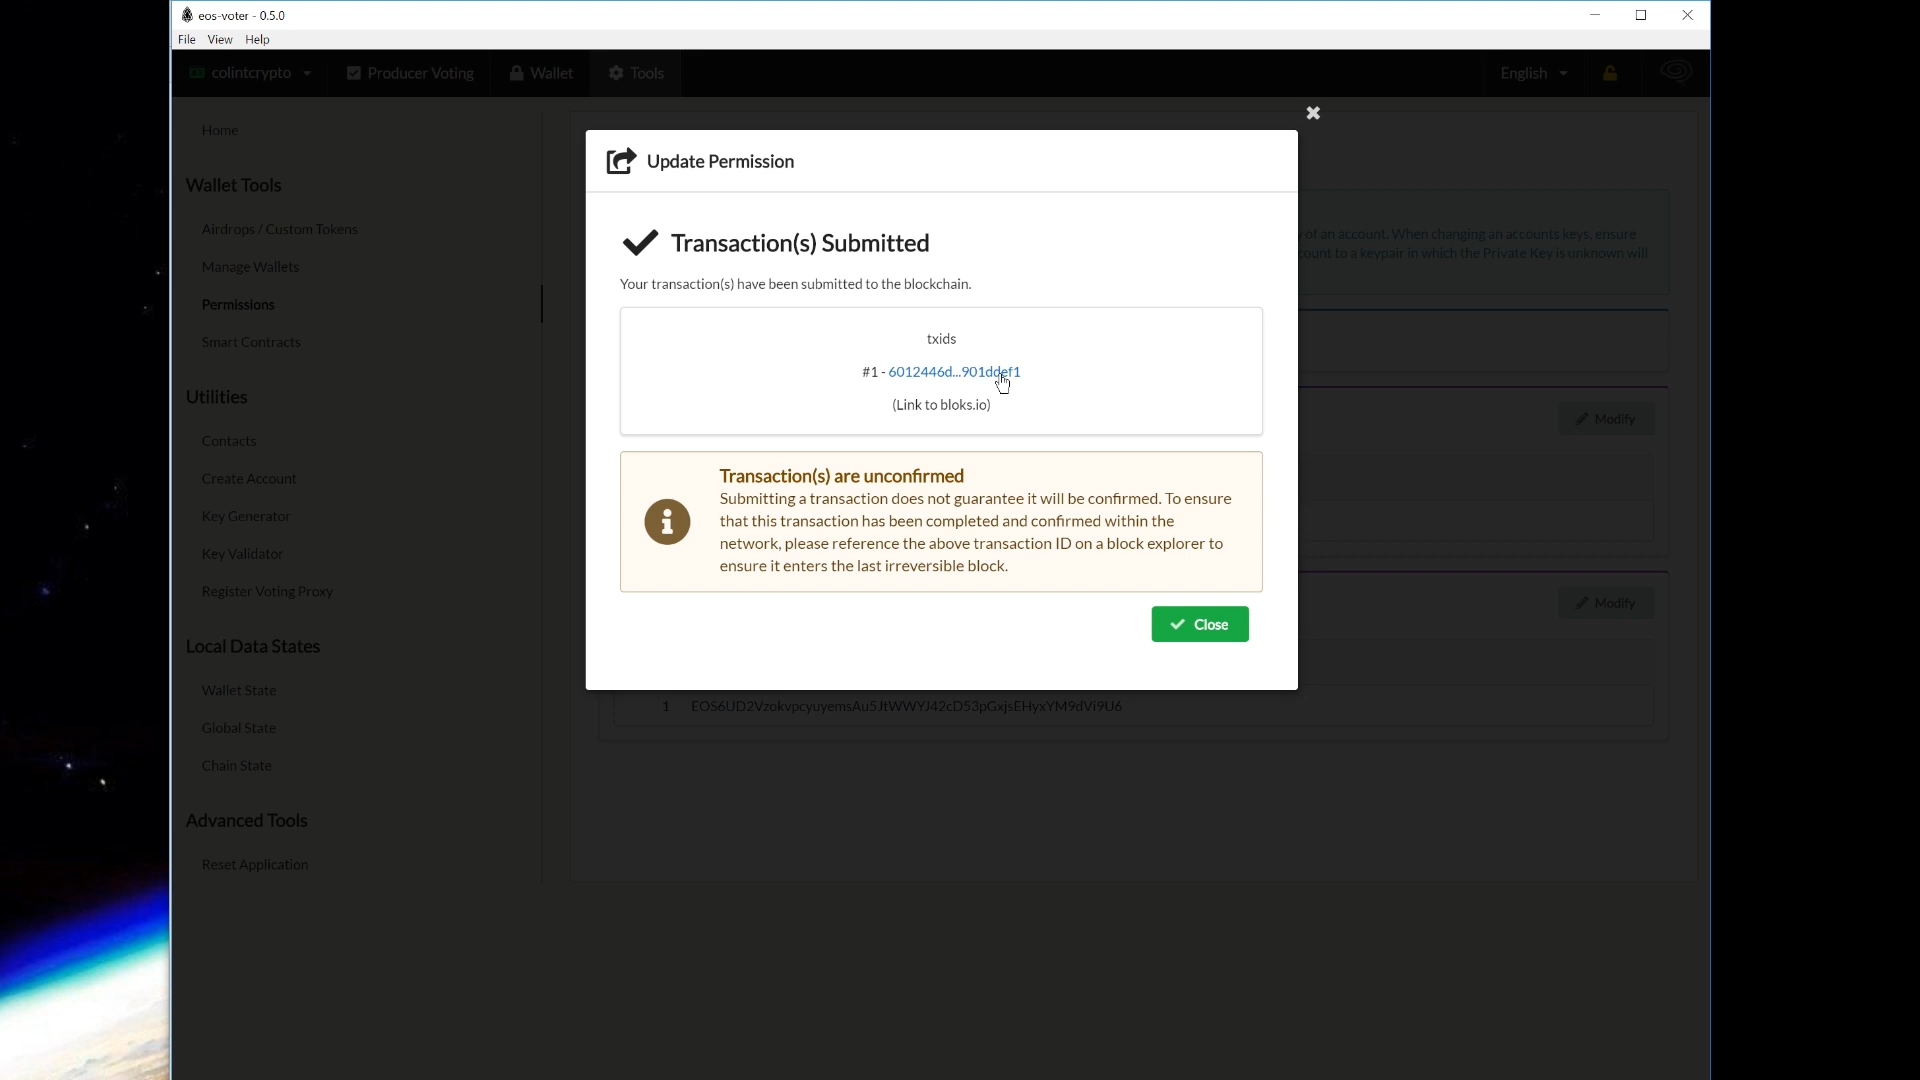 eos-voter - 0.5.0
File View Help
colintcrypto Producer Voting Wallet Tools English
Home
Wallet Tools
Airdrops / Custom Tokens
Manage Wallets
Permissions
Smart Contracts
Utilities
Contacts
Create Account
Key Generator
Key Validator
Register Voting Proxy
Local Data States
Wallet State
Global State
Chain State
Advanced Tools
Reset Application
Update Permission
Transaction(s) Submitted
Your transaction(s) have been submitted to the blockchain.
txids
#1 - 6012446d...901ddef1
(Link to bloks.io)
Transaction(s) are unconfirmed
Submitting a transaction does not guarantee it will be confirmed. To ensure
that this transaction has been completed and confirmed within the
network, please reference the above transaction ID on a block explorer to
ensure it enters the last irreversible block.
Close
of an account. When changing an accounts keys, ensure
count to a keypair in which the Private Key is unknown will
Modify
Modify
1 EOS6UD2VzokvpcyuyemsAu5JtWWYJ42cD53pGxjsEHyxYM9dVi9U6